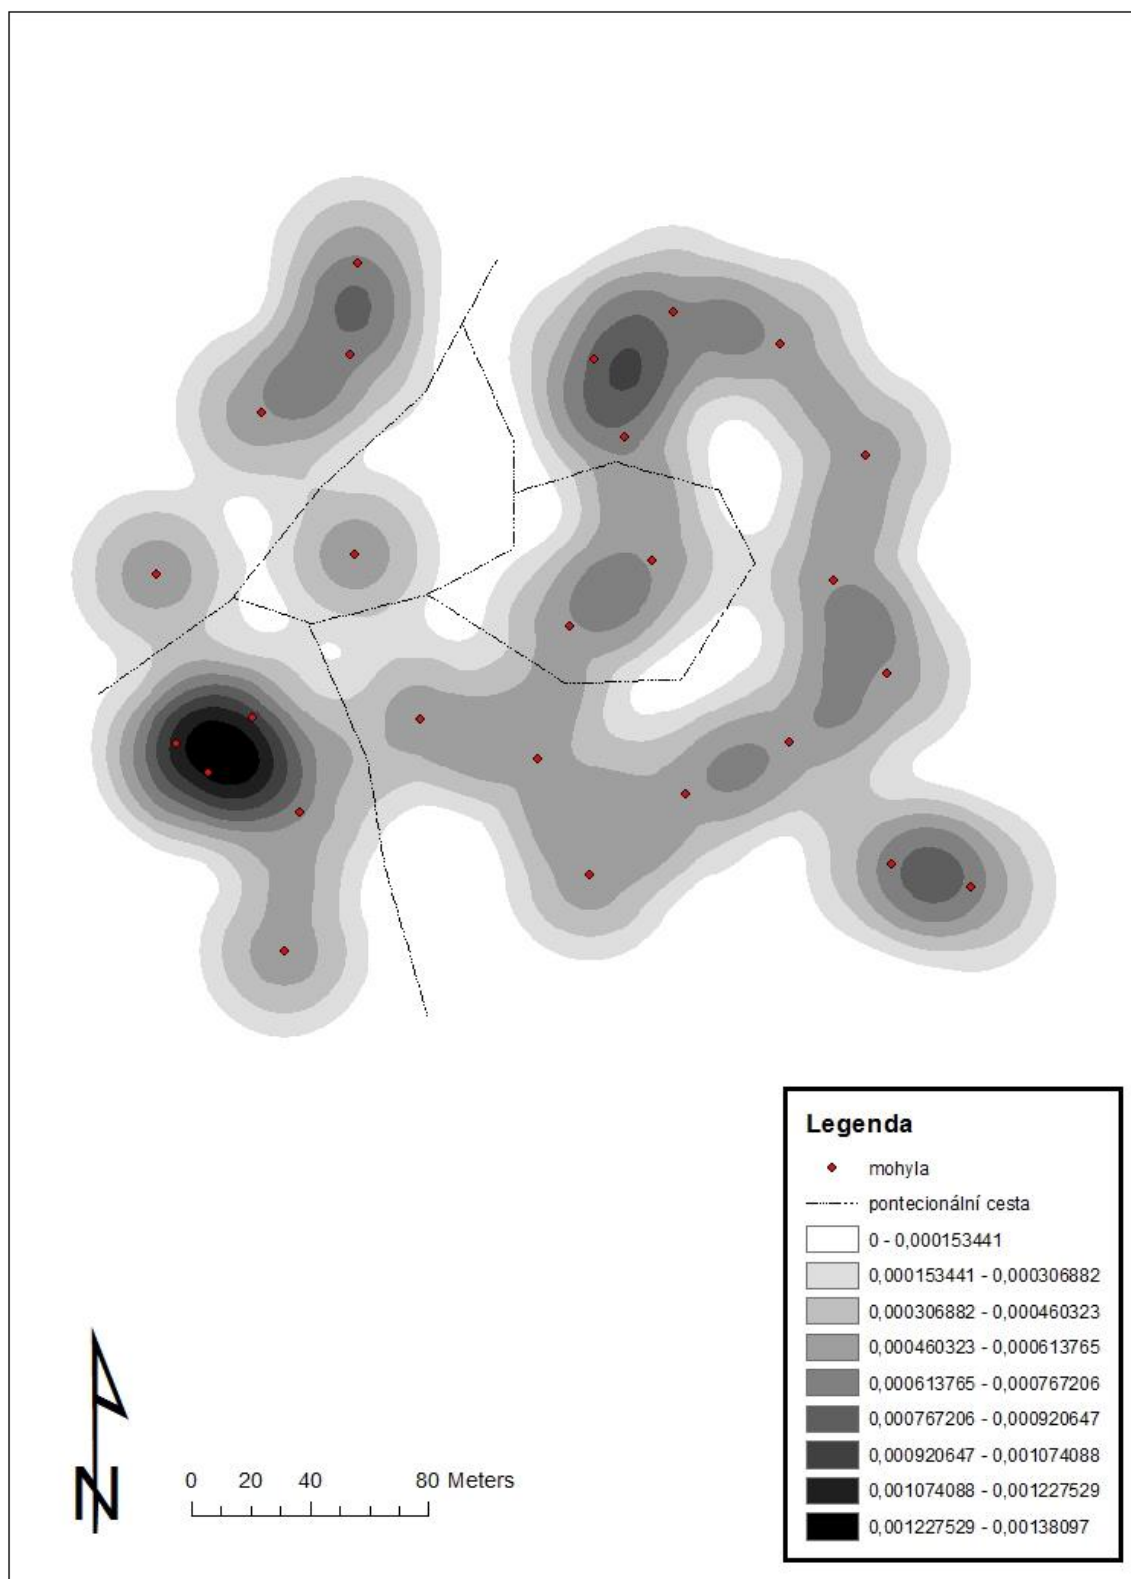 Legenda
mohyla
pontecionální cesta
0 - 0,000153441
0,000153441 - 0,000306882
0,000306882 - 0,000460323
0,000460323 - 0,000613765
0,000613765 - 0,000767206
0,000767206 - 0,000920647
0,000920647 - 0,001074088
0,001074088 - 0,001227529
0,001227529 - 0,00138097
N
0 20 40 80 Meters